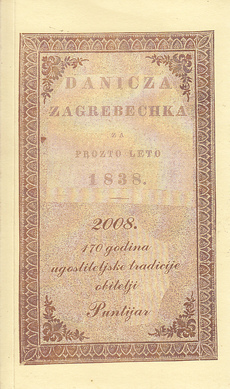 DANICZA
ZAGREBECHKA
ZA
PROZTO LETO
1838.
2008.
170 godina
ugostiteljske tradicije
obitelji
Puntijar